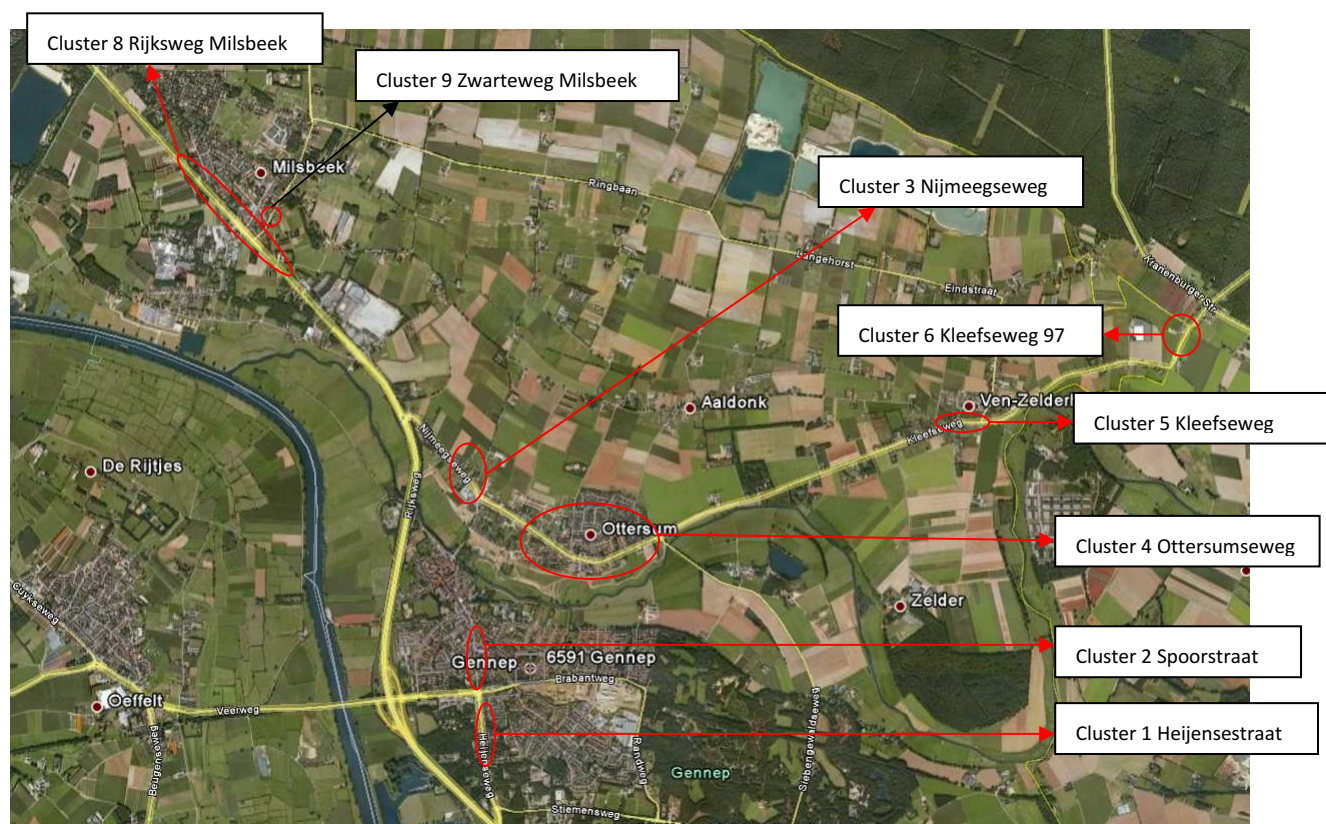 Cluster 8 Rijksweg Milsbeek
Cluster 9 Zwarteweg Milsbeek
Milsbeek
Ringbaan
Cluster 3 Nijmeegseweg
Langehorst
Eindstraat
Kranenburger Str.
Cluster 6 Kleefseweg 97
Aaldonk
Ven-Zelderh
Cluster 5 Kleefseweg
Kleefseweg
Nijmeegseweg
De Rijtjes
Rijksweg
Ottersum
Cluster 4 Ottersumseweg
Cuykseweg
Zelder
Gennep
6591 Gennep
Cluster 2 Spoorstraat
Brabantweg
Oeffelt
Veerweg
Beugenseweg
Heijenseweg
Randweg
Siebengewaldseweg
Cluster 1 Heijensestraat
Gennep
Stiemensweg